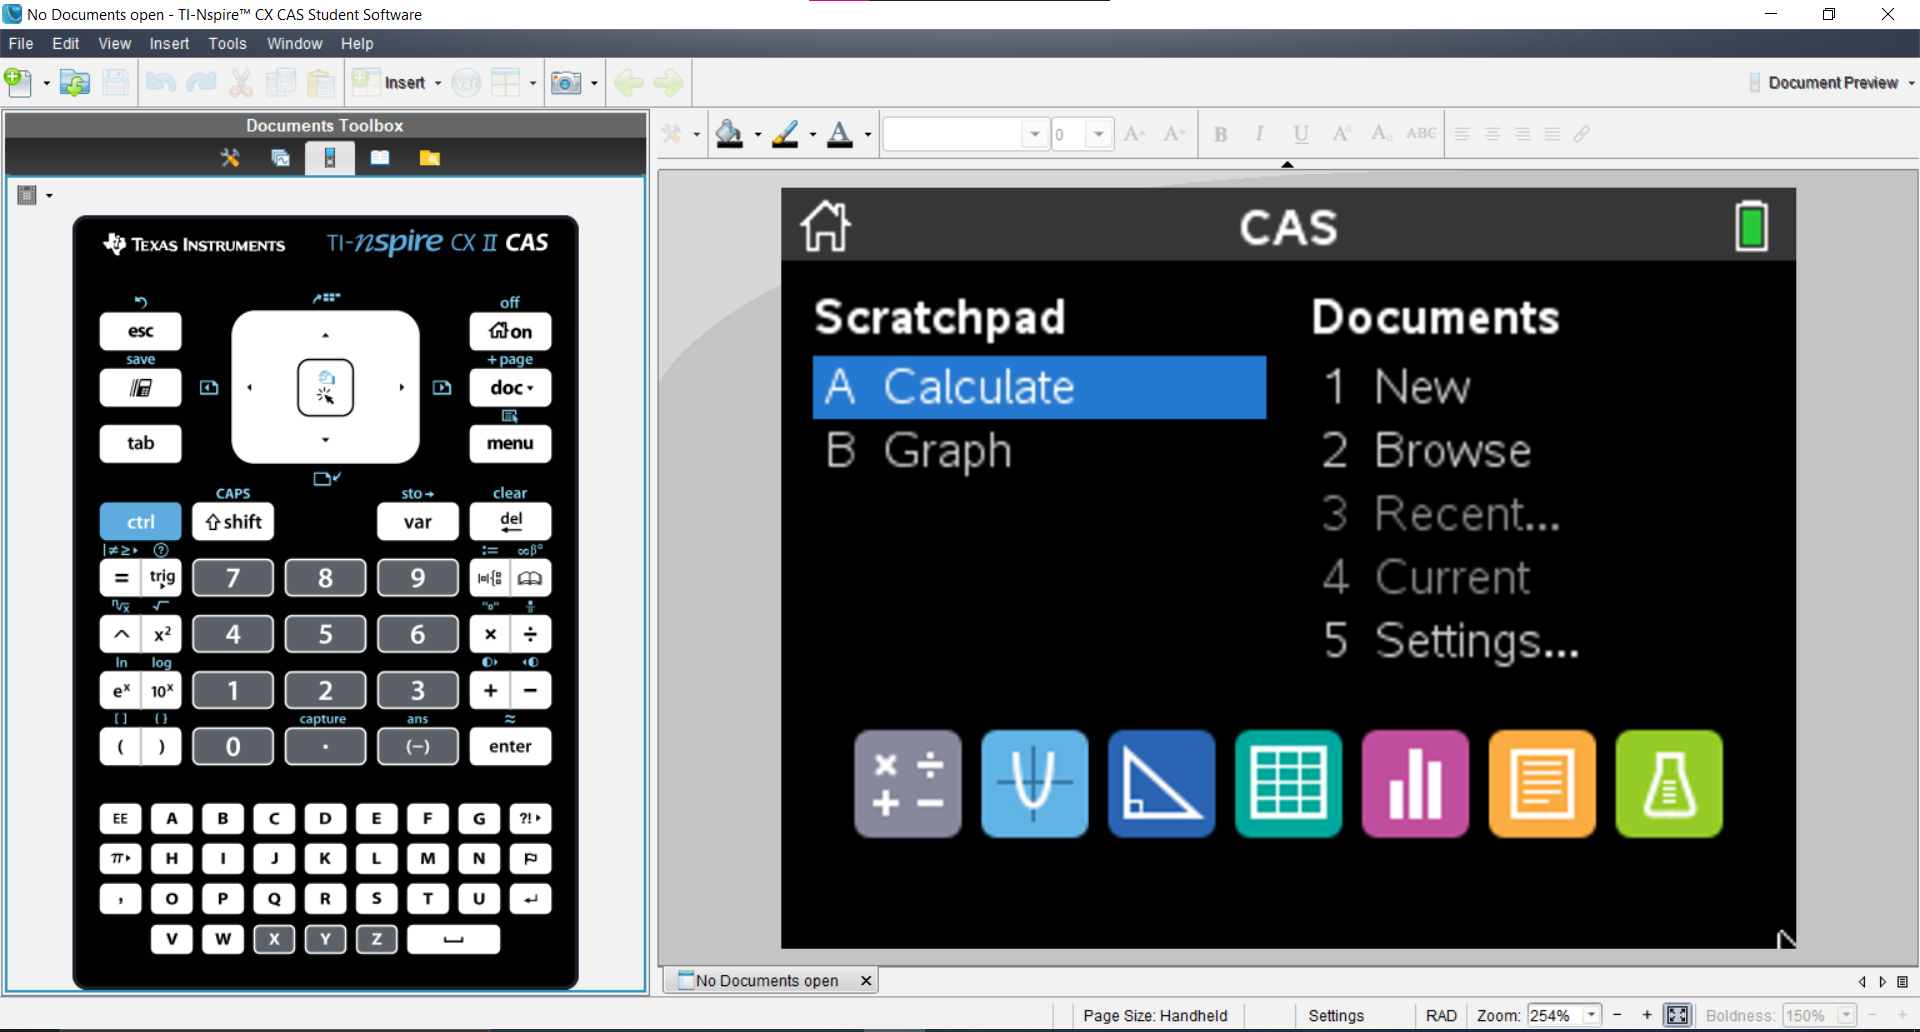 No Documents open - TI-Nspire™ CX CAS Student Software
File Edit View Insert Tools Window Help
Insert
Document Preview
Documents Toolbox
0
B I U A A ABC
TEXAS INSTRUMENTS TI-nspire CX II CAS
off
esc
on
save
+ page
doc
tab
menu
CAPS
sto→
clear
ctrl
shift
var
del
|≠≥▸ ?
:= ∞β°
= trig 7 8 9
ⁿ√x √
^ x² 4 5 6 × ÷
ln log
eˣ 10ˣ 1 2 3 + −
[ ] { }
capture
ans
≈
( ) 0 . (−) enter
EE A B C D E F G ?!▸
π▸ H I J K L M N
, O P Q R S T U
V W X Y Z
CAS
Scratchpad
A Calculate
B Graph
Documents
1 New
2 Browse
3 Recent...
4 Current
5 Settings...
No Documents open
Page Size: Handheld
Settings
RAD
Zoom: 254% − +
Boldness: 150% − +